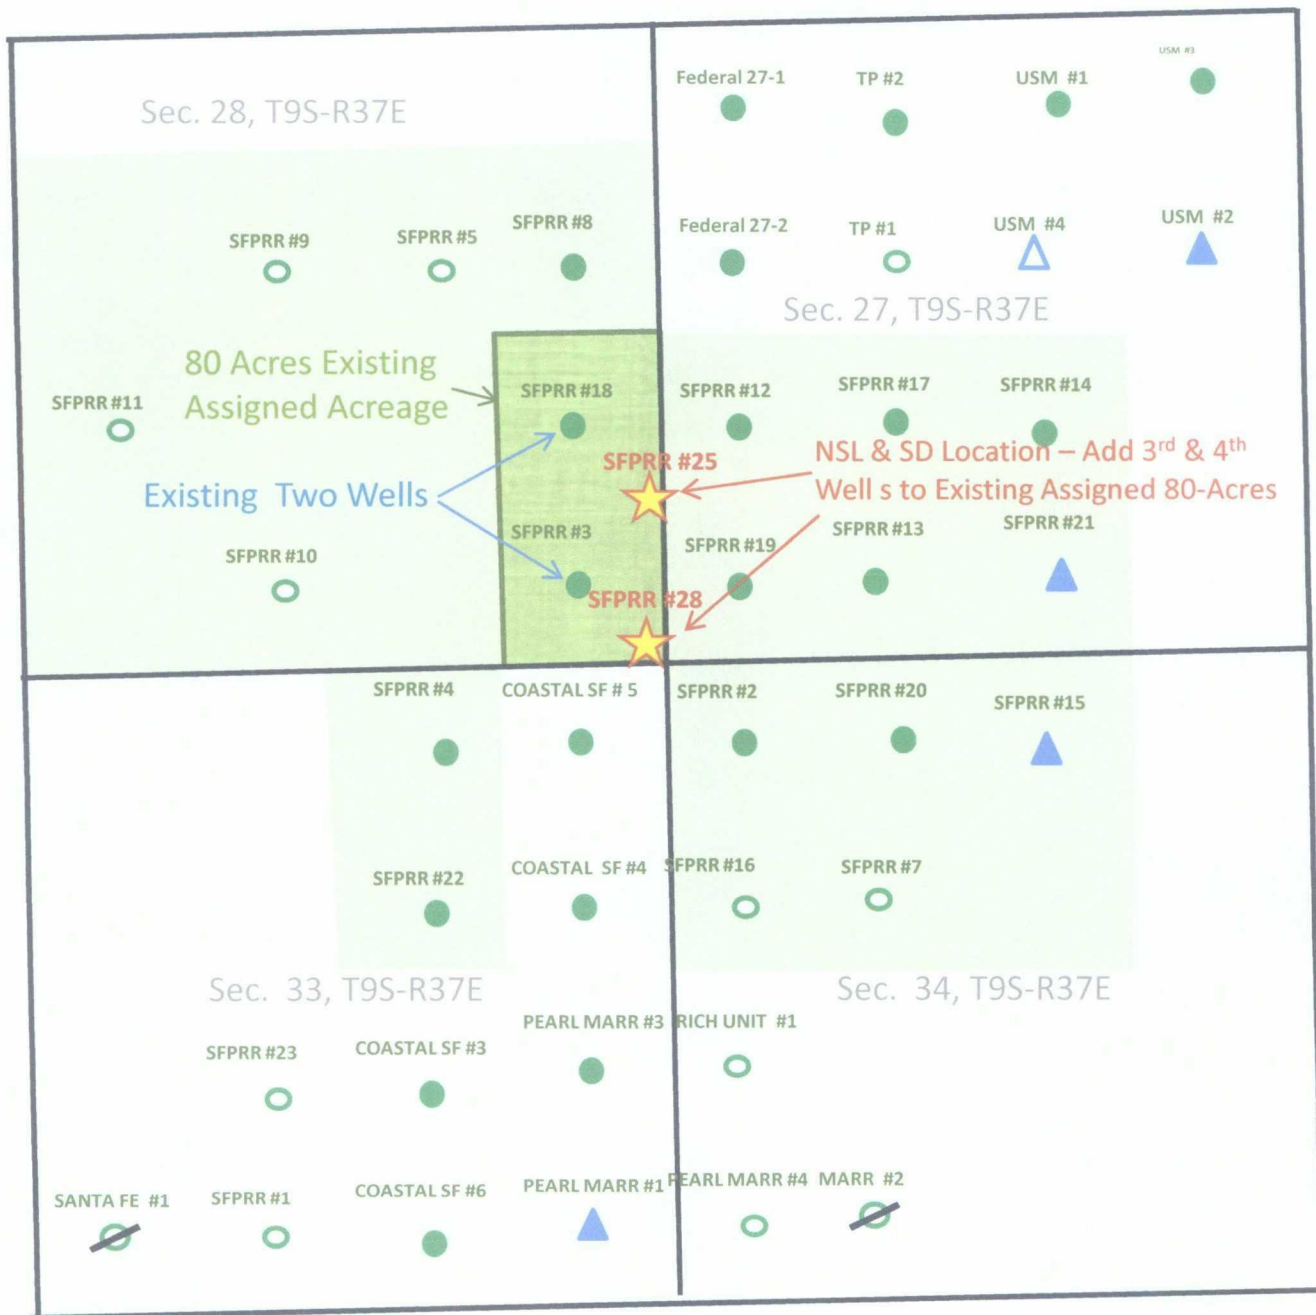 USM #3
Federal 27-1
TP #2
USM #1
Sec. 28, T9S-R37E
SFPRR #9
SFPRR #5
SFPRR #8
Federal 27-2
TP #1
USM #4
USM #2
Sec. 27, T9S-R37E
80 Acres Existing
Assigned Acreage
SFPRR #11
SFPRR #18
SFPRR #12
SFPRR #17
SFPRR #14
SFPRR #25
NSL & SD Location – Add 3rd & 4th
Well s to Existing Assigned 80-Acres
Existing Two Wells
SFPRR #10
SFPRR #3
SFPRR #19
SFPRR #13
SFPRR #21
SFPRR #28
SFPRR #4
COASTAL SF # 5
SFPRR #2
SFPRR #20
SFPRR #15
SFPRR #22
COASTAL SF #4
SFPRR #16
SFPRR #7
Sec. 33, T9S-R37E
Sec. 34, T9S-R37E
SFPRR #23
COASTAL SF #3
PEARL MARR #3
RICH UNIT #1
SANTA FE #1
SFPRR #1
COASTAL SF #6
PEARL MARR #1
PEARL MARR #4
MARR #2